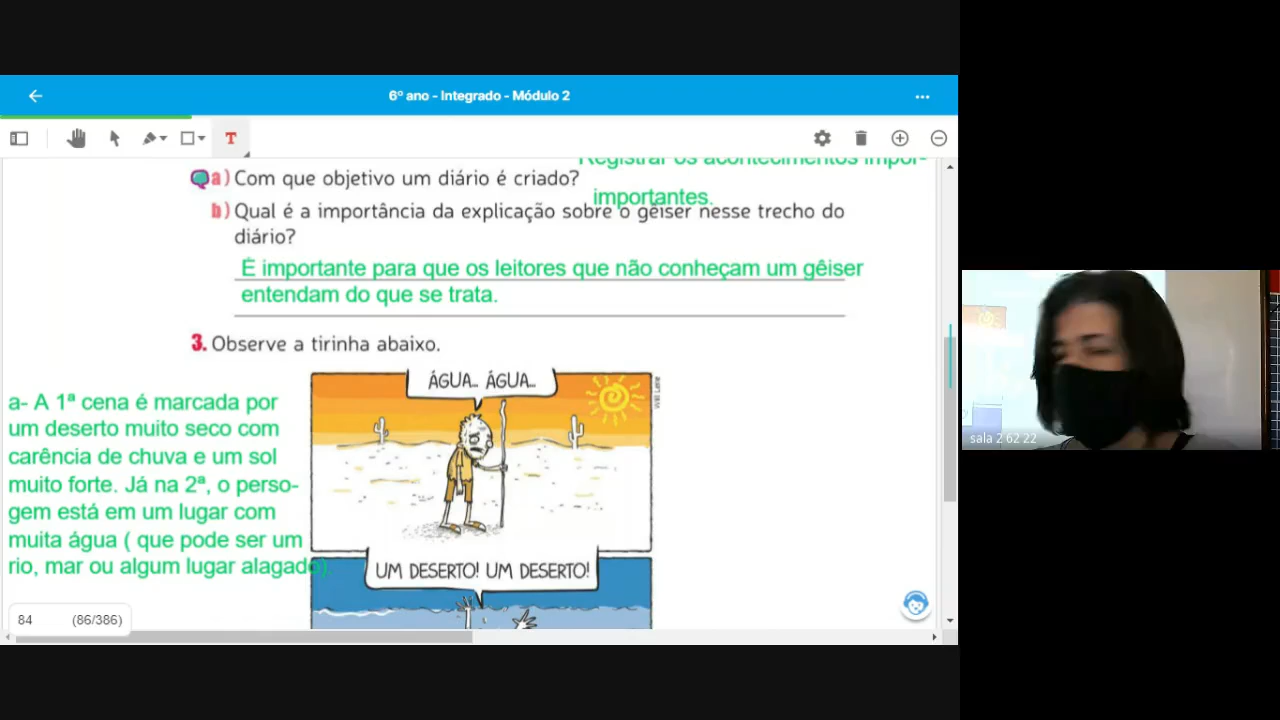 6º ano - Integrado - Módulo 2
T
Registrar os acontecimentos impor-
a) Com que objetivo um diário é criado?
importantes.
b) Qual é a importância da explicação sobre o gêiser nesse trecho do
diário?
É importante para que os leitores que não conheçam um gêiser
entendam do que se trata.
3. Observe a tirinha abaixo.
ÁGUA... ÁGUA...
Will Leite
a- A 1ª cena é marcada por
um deserto muito seco com
carência de chuva e um sol
muito forte. Já na 2ª, o perso-
gem está em um lugar com
muita água ( que pode ser um
rio, mar ou algum lugar alagado).
UM DESERTO! UM DESERTO!
84 (86/386)
sala 2 62 22